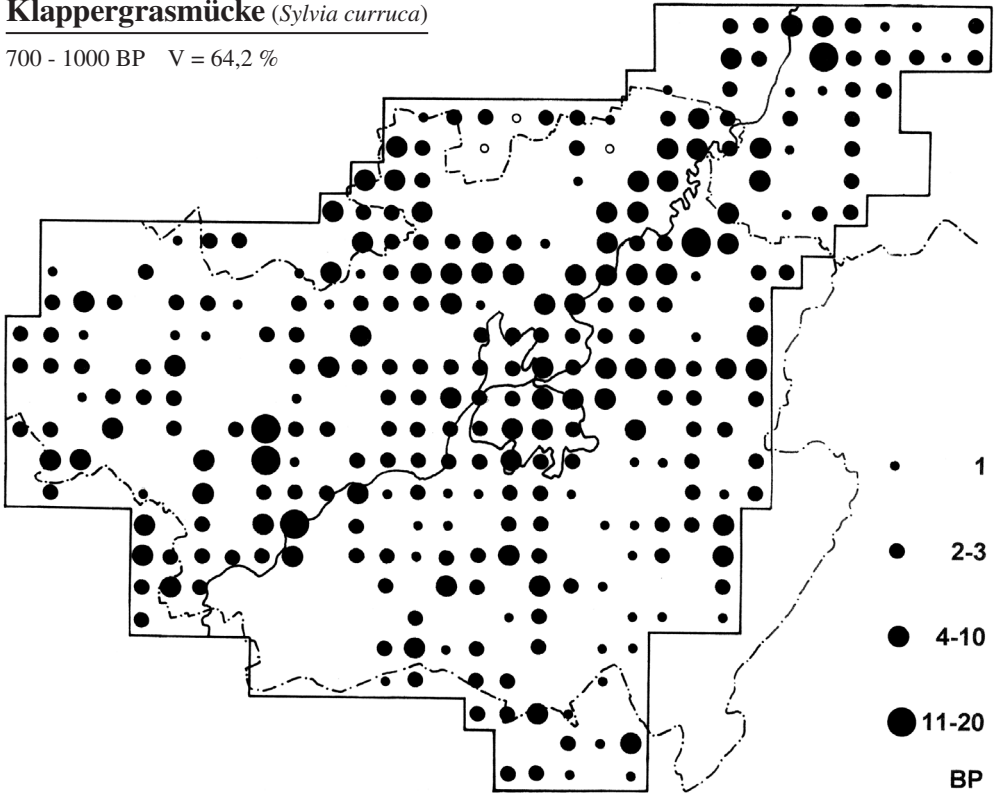 Klappergrasmücke (Sylvia curruca)
700 - 1000 BP V = 64,2 %
1
2-3
4-10
11-20
BP